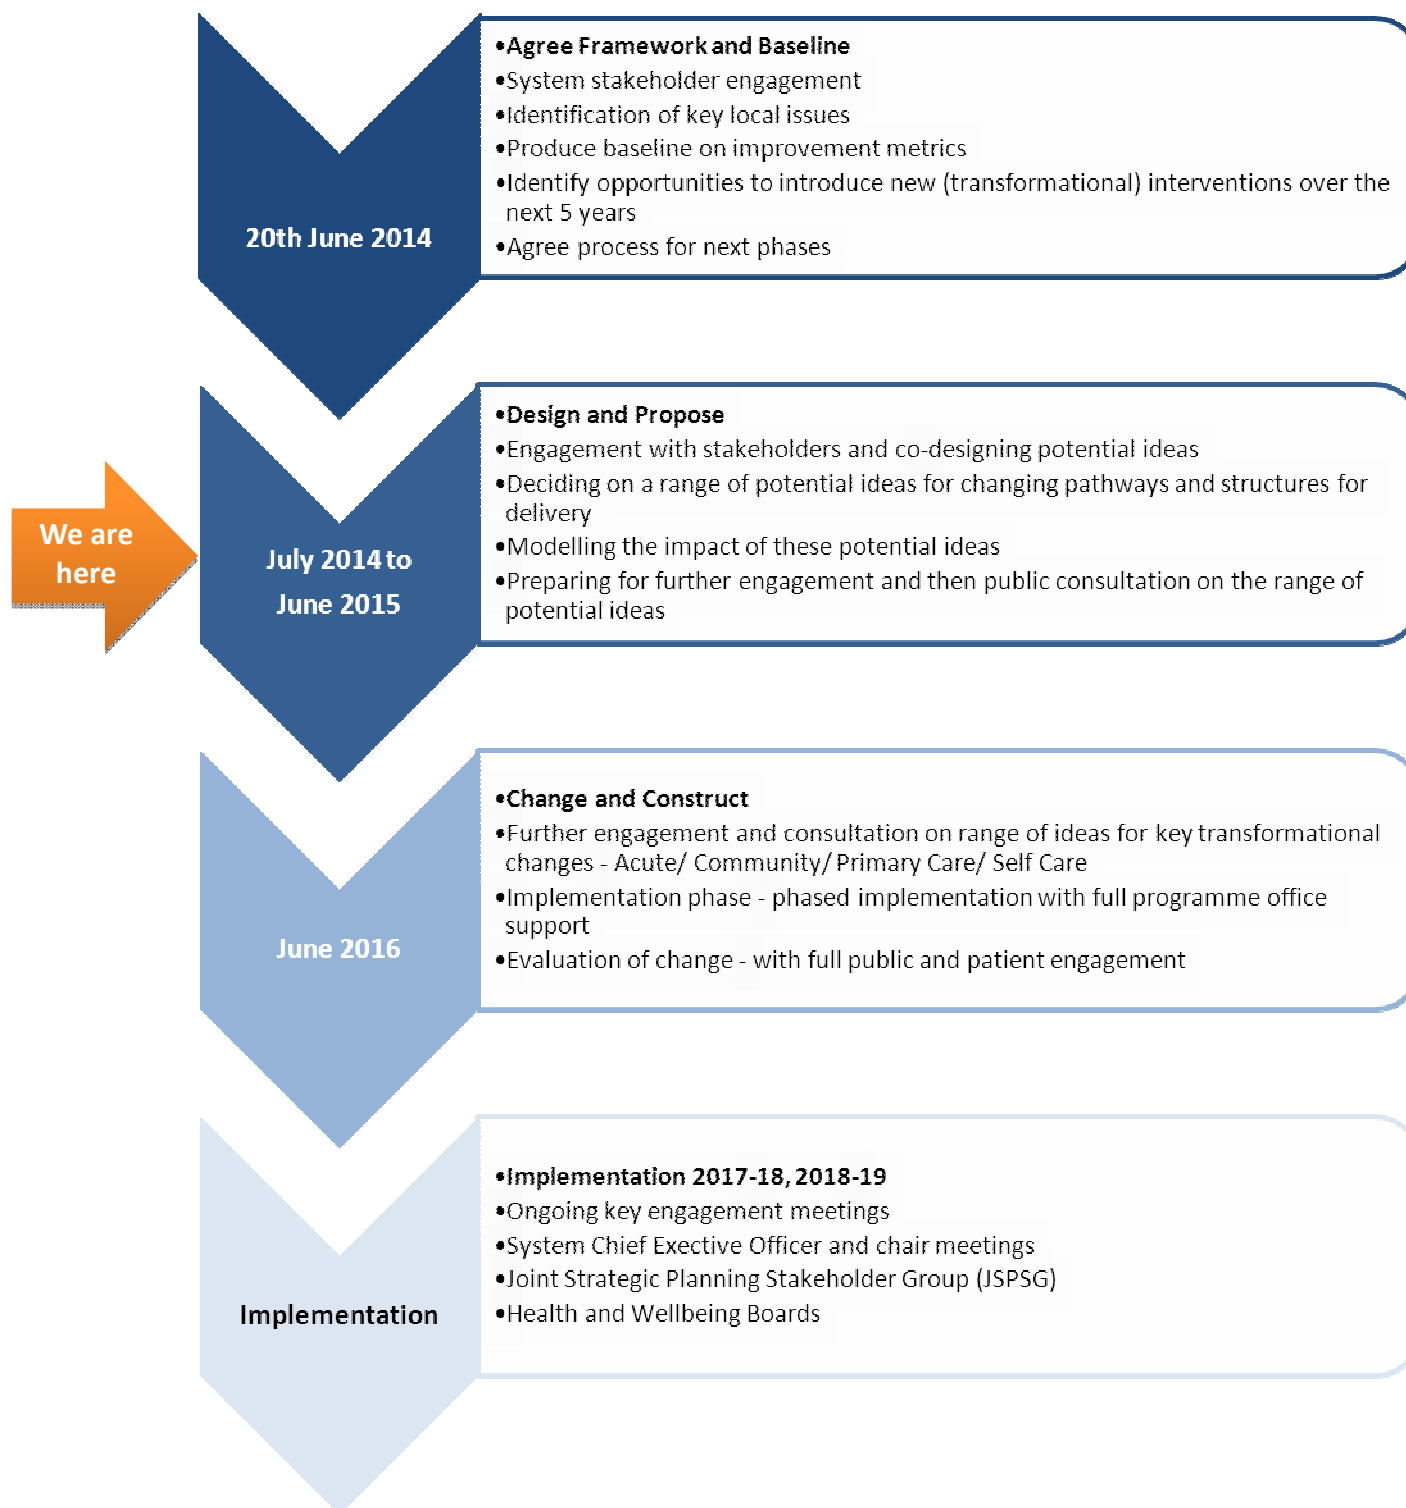 •Agree Framework and Baseline
•System stakeholder engagement
•Identification of key local issues
•Produce baseline on improvement metrics
•Identify opportunities to introduce new (transformational) interventions over the
next 5 years
•Agree process for next phases
20th June 2014
•Design and Propose
•Engagement with stakeholders and co-designing potential ideas
•Deciding on a range of potential ideas for changing pathways and structures for
delivery
•Modelling the impact of these potential ideas
•Preparing for further engagement and then public consultation on the range of
potential ideas
We are
here
July 2014 to
June 2015
•Change and Construct
•Further engagement and consultation on range of ideas for key transformational
changes - Acute/ Community/ Primary Care/ Self Care
•Implementation phase - phased implementation with full programme office
support
•Evaluation of change - with full public and patient engagement
June 2016
•Implementation 2017-18, 2018-19
•Ongoing key engagement meetings
•System Chief Exective Officer and chair meetings
•Joint Strategic Planning Stakeholder Group (JSPSG)
•Health and Wellbeing Boards
Implementation